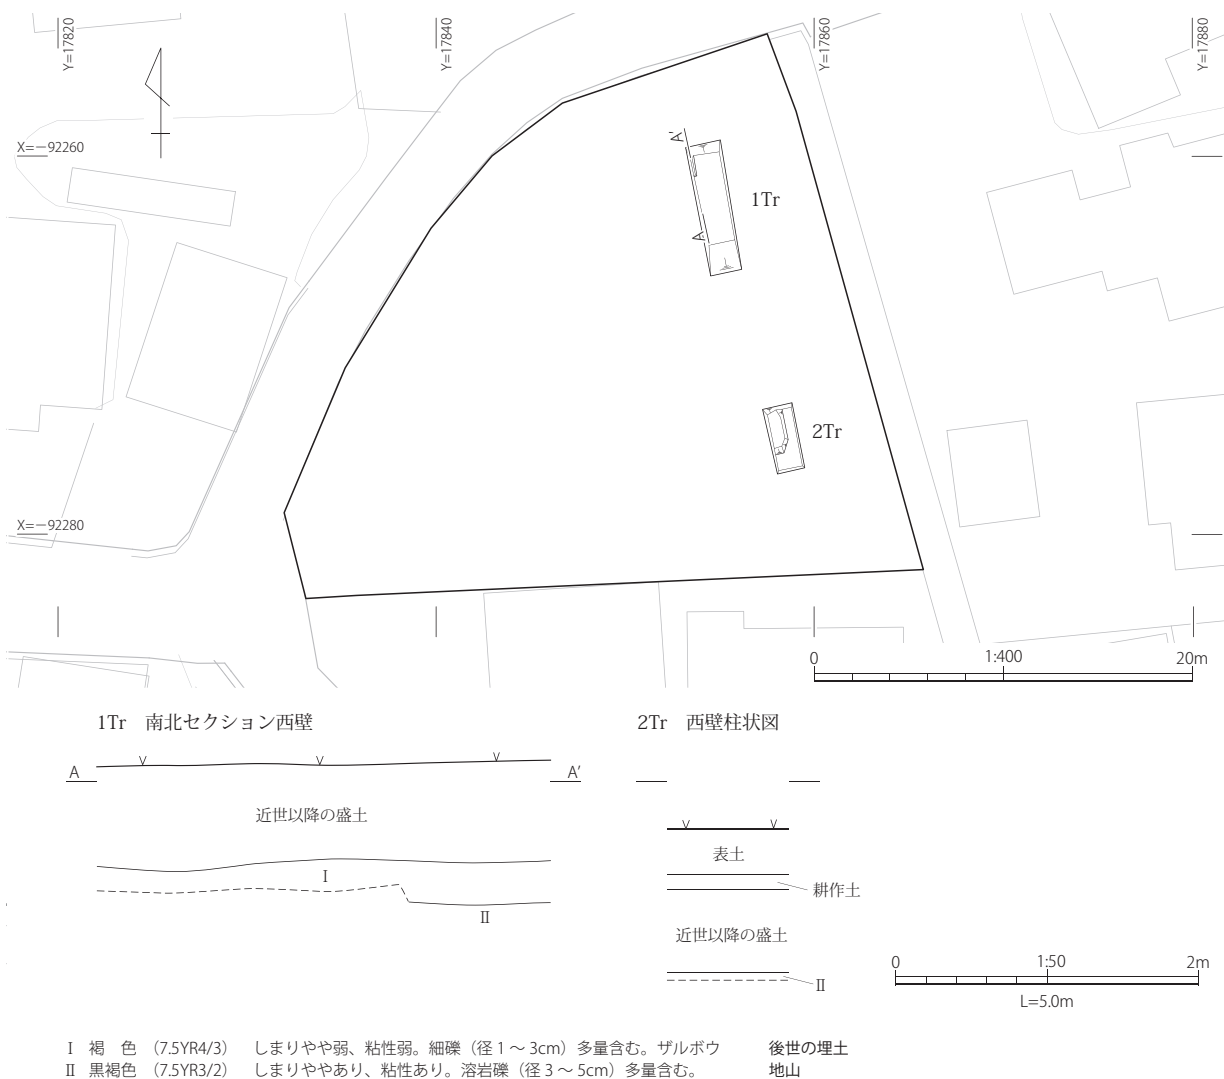 Y=17820
Y=17840
Y=17860
Y=17880
X=−92260
A′
1Tr
A
2Tr
X=−92280
0 1:400 20m
1Tr　南北セクション西壁
2Tr　西壁柱状図
A A′
近世以降の盛土
表土
Ⅰ
耕作土
Ⅱ
近世以降の盛土
0 1:50 2m
Ⅱ
L=5.0m
Ⅰ　褐　色　（7.5YR4/3）　しまりやや弱、粘性弱。細礫（径 1 ～ 3cm）多量含む。ザルボウ　後世の埋土
Ⅱ　黒褐色　（7.5YR3/2）　しまりややあり、粘性あり。溶岩礫（径 3 ～ 5cm）多量含む。　地山